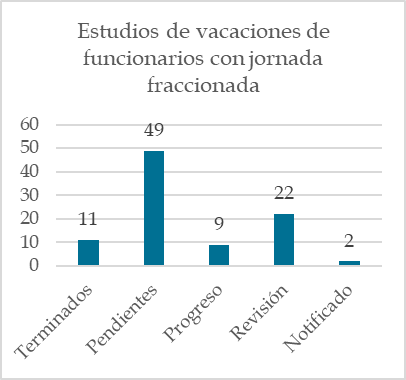 Estudios de vacaciones de
funcionarios con jornada
fraccionada
60
50
40
30
20
10
0
11
49
9
22
2
Terminados
Pendientes
Progreso
Revisión
Notificado